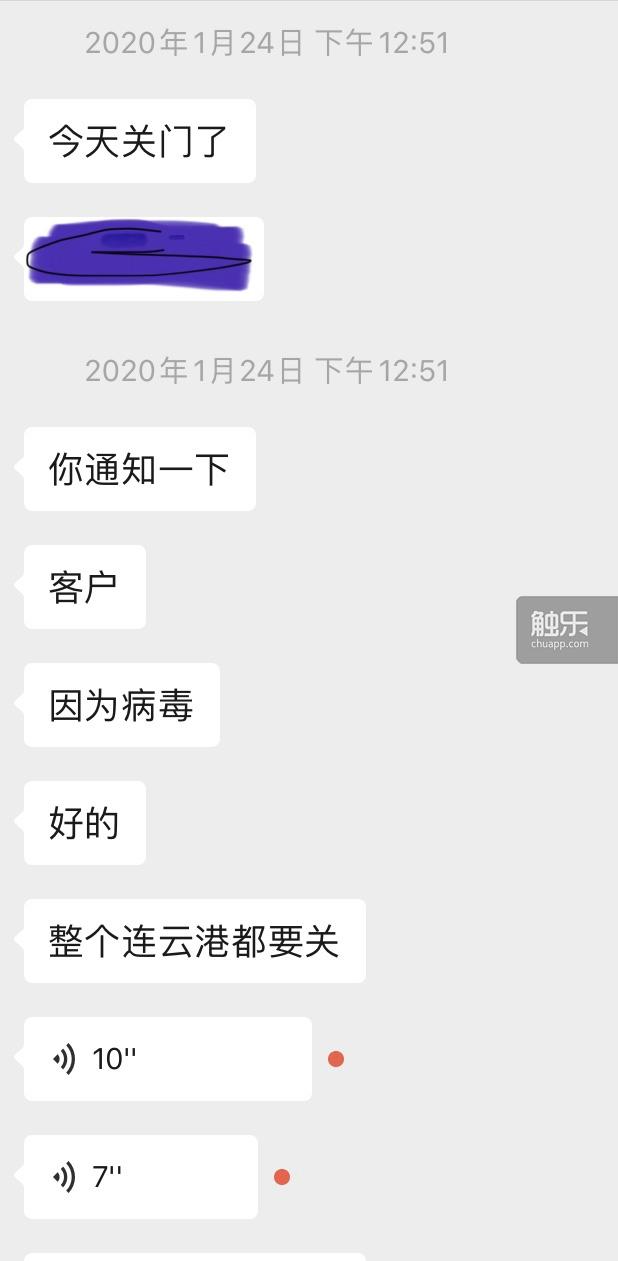 2020年1月24日 下午12:51
今天关门了
2020年1月24日 下午12:51
你通知一下
客户
因为病毒
触乐
chuapp.com
好的
整个连云港都要关
10''
7''